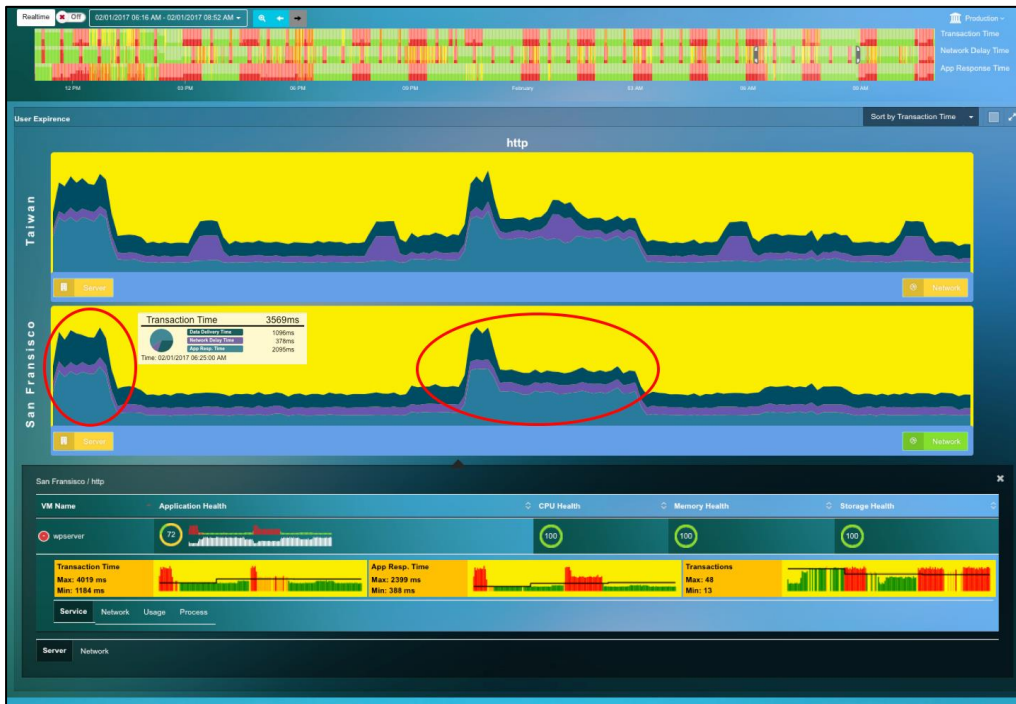 Realtime Off 02/01/2017 06:16 AM - 02/01/2017 08:52 AM Production
Transaction Time
Network Delay Time
App Response Time
12 PM 03 PM 06 PM 09 PM February 03 AM 06 AM 09 AM
User Expirence Sort by Transaction Time
http
Taiwan
Server Network
San Fransisco
Transaction Time 3569ms
Data Delivery Time 1096ms
Network Delay Time 378ms
App Resp. Time 2095ms
Time: 02/01/2017 06:25:00 AM
Server Network
San Fransisco / http
VM Name Application Health CPU Health Memory Health Storage Health
wpserver 72 100 100 100
Transaction Time App Resp. Time Transactions
Max: 4019 ms Max: 2399 ms Max: 48
Min: 1184 ms Min: 388 ms Min: 13
Service Network Usage Process
Server Network